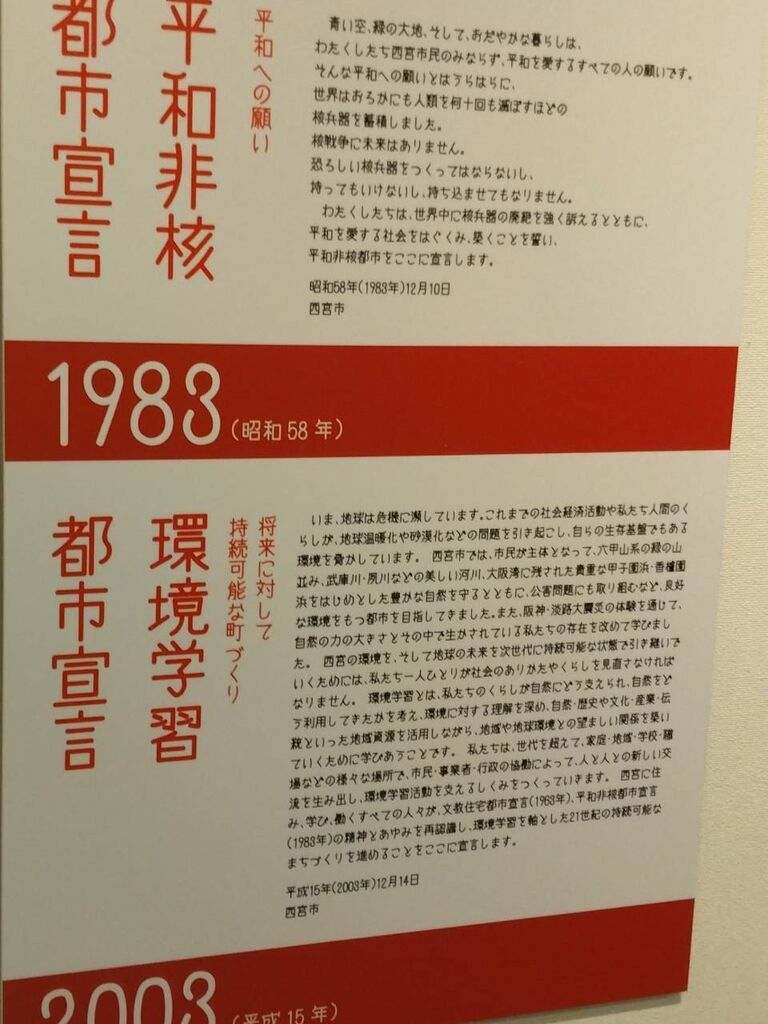 平和非核
都市宣言
平和への願い
青い空、緑の大地、そして、おだやかな暮らしは、
わたくしたち西宮市民のみならず、平和を愛するすべての人の願いです。
そんな平和への願いとはうらはらに、
世界はおろかにも人類を何十回も滅ぼすほどの
核兵器を蓄積しました。
核戦争に未来はありません。
恐ろしい核兵器をつくってはならないし、
持ってもいけないし、持ち込ませてもなりません。
わたくしたちは、世界中に核兵器の廃絶を強く訴えるとともに、
平和を愛する社会をはぐくみ、築くことを誓い、
平和非核都市をここに宣言します。
昭和58年(1983年)12月10日
西宮市
1983(昭和 58 年)
環境学習
都市宣言
将来に対して
持続可能な町づくり
いま、地球は危機に瀕しています。これまでの社会経済活動や私たち人間のく
らしが、地球温暖化や砂漠化などの問題を引き起こし、自らの生存基盤でもある
環境を脅かしています。 西宮市では、市民が主体となって、六甲山系の緑の山
並み、武庫川・夙川などの美しい河川、大阪湾に残された貴重な甲子園浜・香櫨園
浜をはじめとした豊かな自然を守るとともに、公害問題にも取り組むなど、良好
な環境をもつ都市を目指してきました。また、阪神・淡路大震災の体験を通じて、
自然の力の大きさとその中で生かされている私たちの存在を改めて学びまし
た。 西宮の環境を、そして地球の未来を次世代に持続可能な状態で引き継いで
いくためには、私たち一人ひとりが社会のありかたやくらしを見直さなければ
なりません。 環境学習とは、私たちのくらしが自然にどう支えられ、自然をど
う利用してきたかを考え、環境に対する理解を深め、自然・歴史や文化・産業・伝
統といった地域資源を活用しながら、地域や地球環境との望ましい関係を築い
ていくために学びあうことです。 私たちは、世代を超えて、家庭・地域・学校・職
場などの様々な場所で、市民・事業者・行政の協働によって、人と人との新しい交
流を生み出し、環境学習活動を支えるしくみをつくっていきます。 西宮に住
み、学び、働くすべての人々が、文教住宅都市宣言(1963年)、平和非核都市宣言
(1983年)の精神とあゆみを再認識し、環境学習を軸とした21世紀の持続可能な
まちづくりを進めることをここに宣言します。
平成15年(2003年)12月14日
西宮市
2003(平成 15 年)